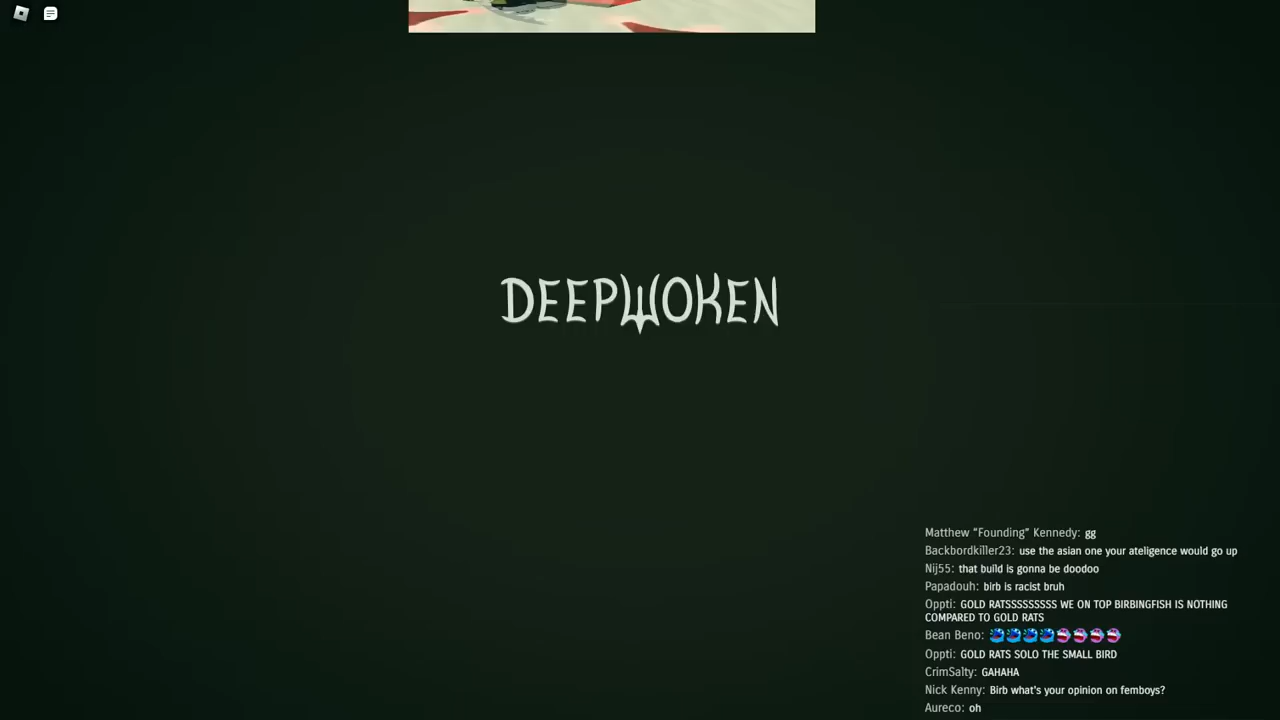 DEEPWOKEN
Matthew “Founding” Kennedy: gg
Backbordkiller23: use the asian one your ateligence would go up
Nij55: that build is gonna be doodoo
Papadouh: birb is racist bruh
Oppti: GOLD RATSSSSSSSSS WE ON TOP BIRBINGFISH IS NOTHING
COMPARED TO GOLD RATS
Bean Beno:
Oppti: GOLD RATS SOLO THE SMALL BIRD
CrimSalty: GAHAHA
Nick Kenny: Birb what's your opinion on femboys?
Aureco: oh